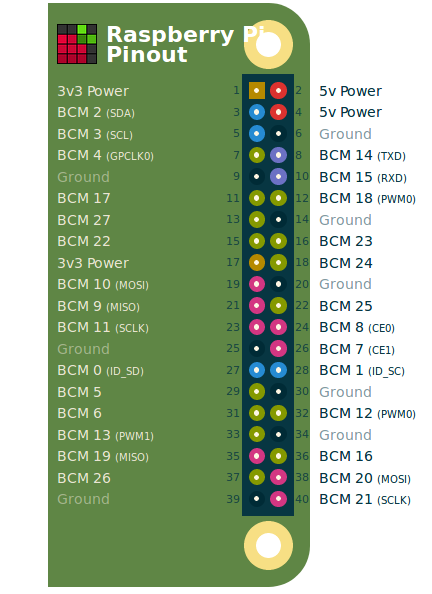 Raspberry Pi
Pinout
3v3 Power 1 2 5v Power
BCM 2 (SDA) 3 4 5v Power
BCM 3 (SCL) 5 6 Ground
BCM 4 (GPCLK0) 7 8 BCM 14 (TXD)
Ground 9 10 BCM 15 (RXD)
BCM 17 11 12 BCM 18 (PWM0)
BCM 27 13 14 Ground
BCM 22 15 16 BCM 23
3v3 Power 17 18 BCM 24
BCM 10 (MOSI) 19 20 Ground
BCM 9 (MISO) 21 22 BCM 25
BCM 11 (SCLK) 23 24 BCM 8 (CE0)
Ground 25 26 BCM 7 (CE1)
BCM 0 (ID_SD) 27 28 BCM 1 (ID_SC)
BCM 5 29 30 Ground
BCM 6 31 32 BCM 12 (PWM0)
BCM 13 (PWM1) 33 34 Ground
BCM 19 (MISO) 35 36 BCM 16
BCM 26 37 38 BCM 20 (MOSI)
Ground 39 40 BCM 21 (SCLK)